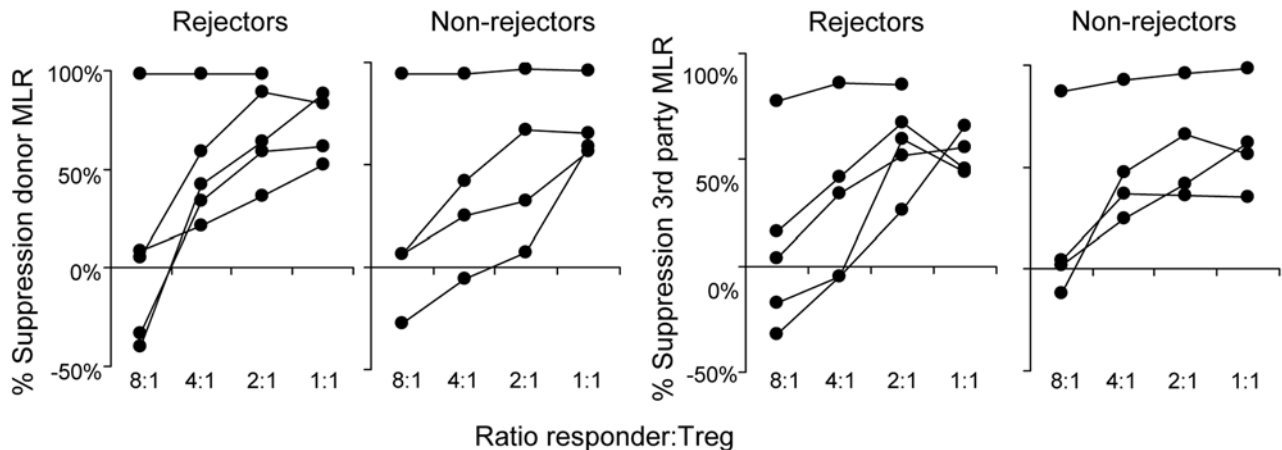 Rejectors
Non-rejectors
Rejectors
Non-rejectors
% Suppression donor MLR
100%
50%
0%
-50%
8:1 4:1 2:1 1:1
8:1 4:1 2:1 1:1
% Suppression 3rd party MLR
100%
50%
0%
-50%
8:1 4:1 2:1 1:1
8:1 4:1 2:1 1:1
Ratio responder:Treg